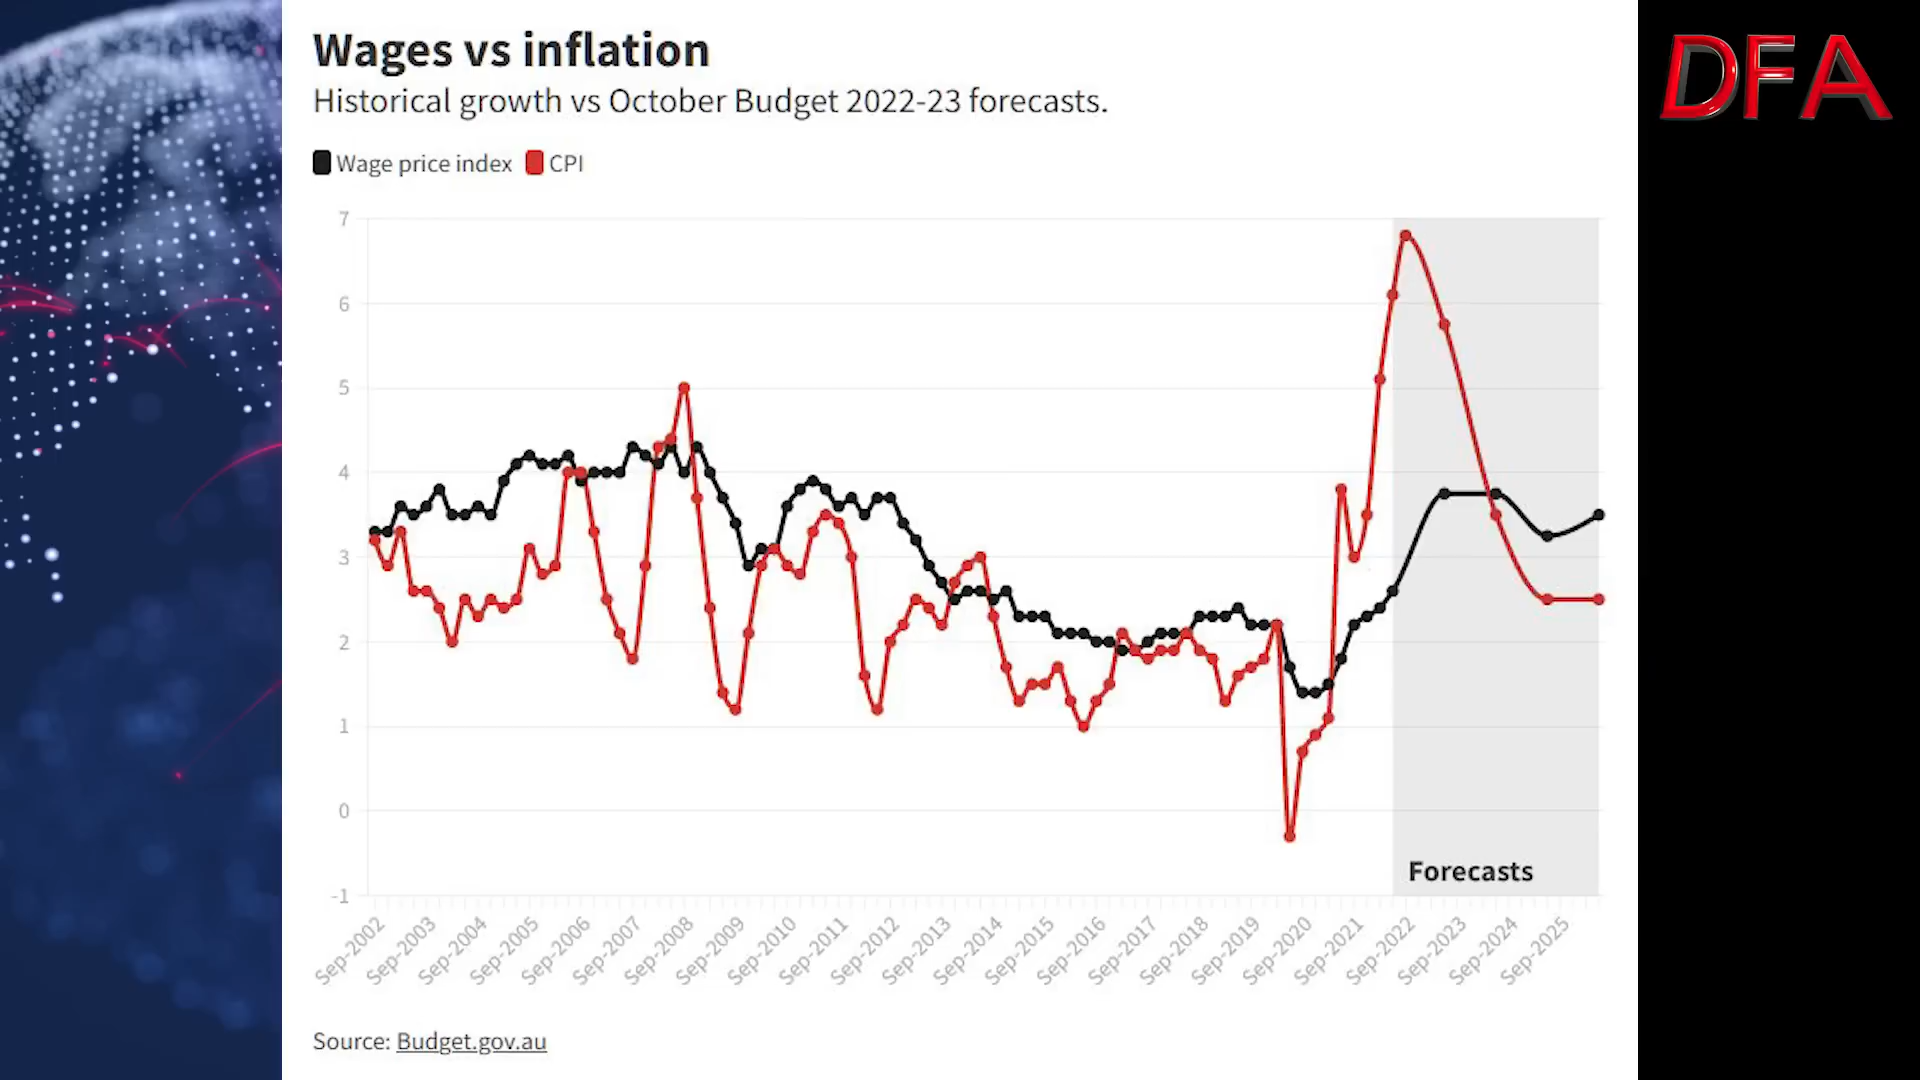 Wages vs inflation
DFA
Historical growth vs October Budget 2022-23 forecasts.
Wage price index CPI
7
6
5
4
3
2
1
0
-1
Forecasts
Sep-2002 Sep-2003 Sep-2004 Sep-2005 Sep-2006 Sep-2007 Sep-2008 Sep-2009 Sep-2010 Sep-2011 Sep-2012 Sep-2013 Sep-2014 Sep-2015 Sep-2016 Sep-2017 Sep-2018 Sep-2019 Sep-2020 Sep-2021 Sep-2022 Sep-2023 Sep-2024 Sep-2025
Source: Budget.gov.au